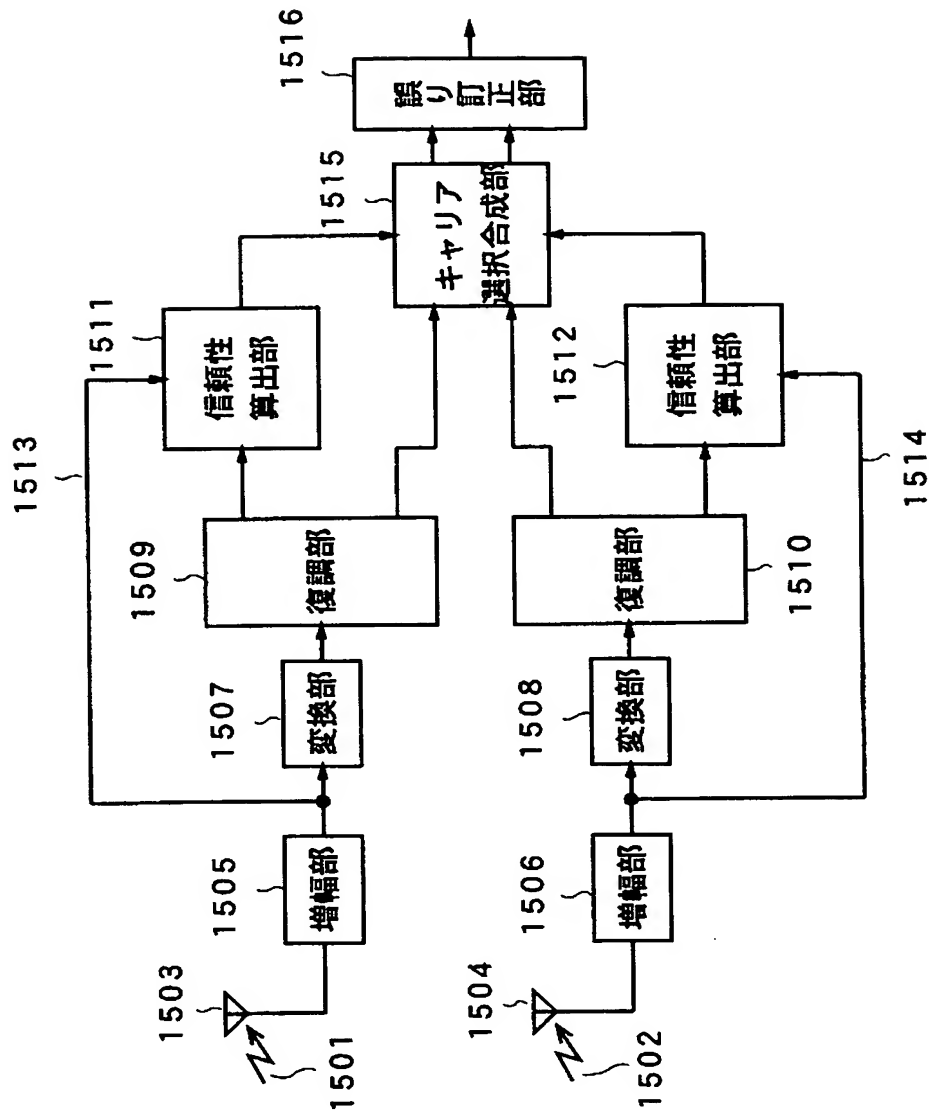 1501
1503
1505
増幅部
1507
変換部
1509
復調部
1513
1511
信頼性
算出部
1515
キャリア
選択合成部
1516
誤り訂正部
1502
1504
1506
増幅部
1508
変換部
1510
復調部
1512
信頼性
算出部
1514